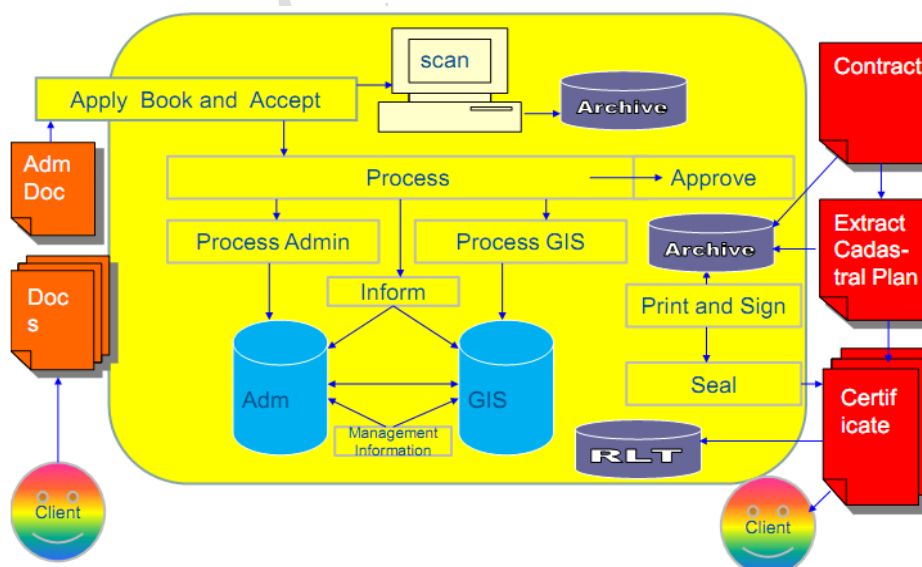 scan
Contract
Apply Book and Accept
Archive
Adm
Doc
Process
Approve
Process Admin
Process GIS
Archive
Extract
Cadas-
tral Plan
Doc
s
Inform
Print and Sign
Adm
GIS
Seal
Certif
icate
Management
Information
RLT
Client
Client